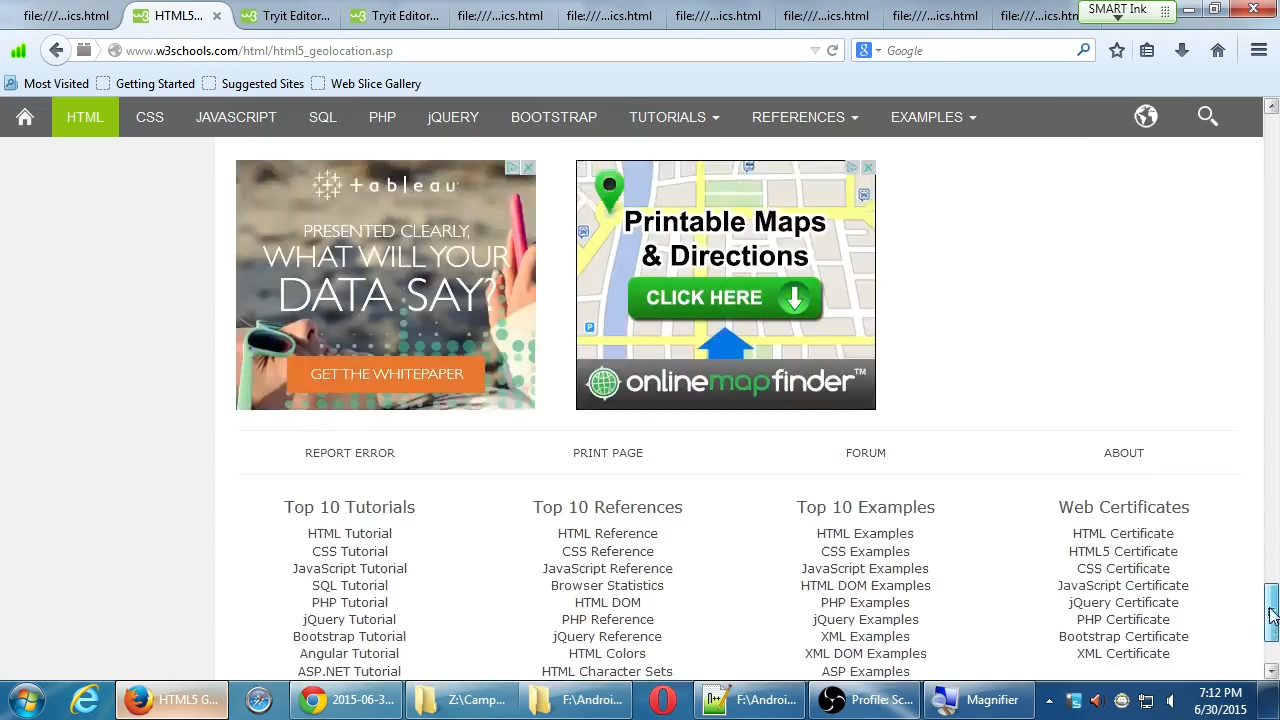 file:///...ics.html
HTML5...
Tryit Editor...
Tryit Editor...
file:///...ics.html
file:///...ics.html
file:///...ics.html
file:///...ics.html
file:///...ics.html
file:///...ics.html
SMART Ink
www.w3schools.com/html/html5_geolocation.asp
Google
Most Visited
Getting Started
Suggested Sites
Web Slice Gallery
HTML
CSS
JAVASCRIPT
SQL
PHP
jQUERY
BOOTSTRAP
TUTORIALS
REFERENCES
EXAMPLES
tableau
PRESENTED CLEARLY,
WHAT WILL YOUR
DATA SAY?
GET THE WHITEPAPER
Printable Maps
& Directions
CLICK HERE
onlinemapfinder™
REPORT ERROR
PRINT PAGE
FORUM
ABOUT
Top 10 Tutorials
HTML Tutorial
CSS Tutorial
JavaScript Tutorial
SQL Tutorial
PHP Tutorial
jQuery Tutorial
Bootstrap Tutorial
Angular Tutorial
ASP.NET Tutorial
Top 10 References
HTML Reference
CSS Reference
JavaScript Reference
Browser Statistics
HTML DOM
PHP Reference
jQuery Reference
HTML Colors
HTML Character Sets
Top 10 Examples
HTML Examples
CSS Examples
JavaScript Examples
HTML DOM Examples
PHP Examples
jQuery Examples
XML Examples
XML DOM Examples
ASP Examples
Web Certificates
HTML Certificate
HTML5 Certificate
CSS Certificate
JavaScript Certificate
jQuery Certificate
PHP Certificate
Bootstrap Certificate
XML Certificate
HTML5 G...
2015-06-3...
Z:\Camp...
F:\Androi...
F:\Androi...
Profile: Sc...
Magnifier
7:12 PM
6/30/2015